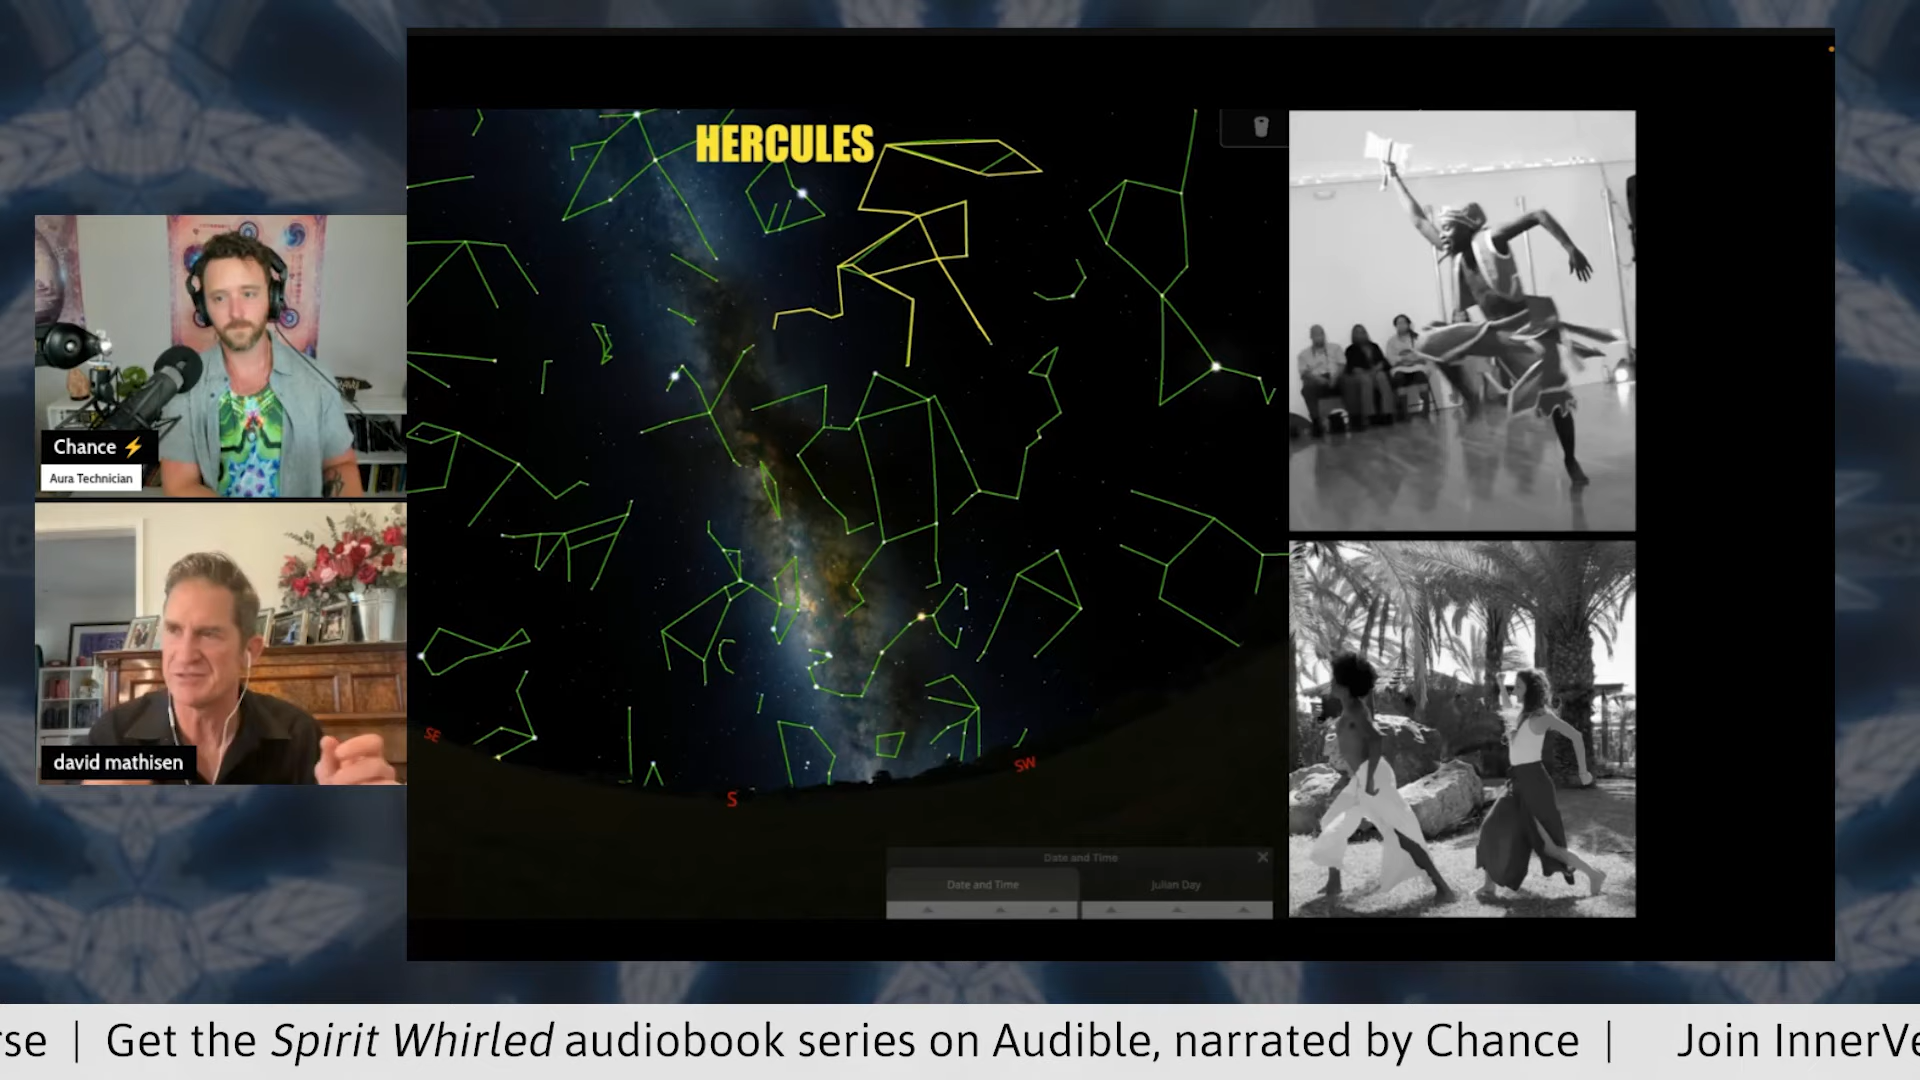 HERCULES
Chance ⚡
Aura Technician
david mathisen
SE
S
SW
Date and Time
Date and Time
Julian Day
rse | Get the Spirit Whirled audiobook series on Audible, narrated by Chance | Join InnerVe